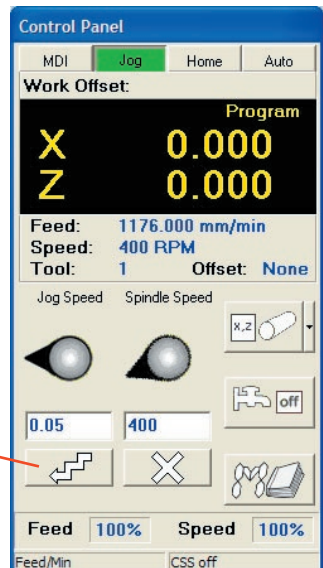 Control Panel
MDI Jog Home Auto
Work Offset:
Program
X 0.000
Z 0.000
Feed: 1176.000 mm/min
Speed: 400 RPM
Tool: 1 Offset: None
Jog Speed Spindle Speed
x,z
off
0.05 400
Feed 100% Speed 100%
Feed/Min CSS off